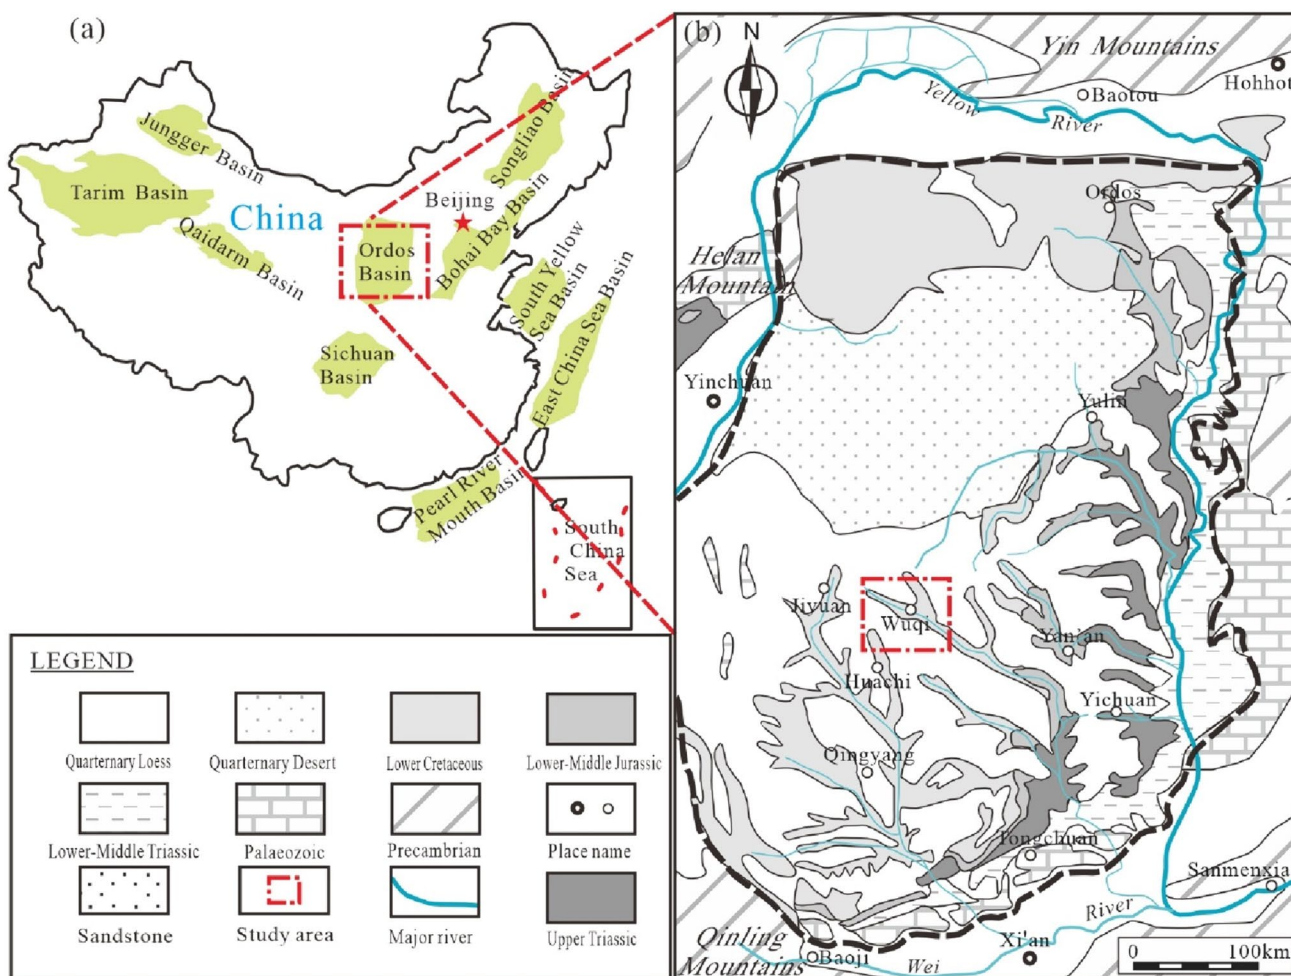 (a)
Jungger Basin
Tarim Basin
Qaidarm Basin
China
Beijing
Songliao Basin
Bohai Bay Basin
Ordos
Basin
South Yellow
Sea Basin
East China Sea Basin
Sichuan
Basin
Pearl River
Mouth Basin
South
China
Sea
(b)
N
Yin Mountains
Hohhot
Baotou
Yellow
River
Ordos
Helan
Mountain
Yinchuan
Yulin
Jiyuan
Wuqi
Yan'an
Huachi
Yichuan
Qingyang
Tongchuan
Sanmenxia
River
Qinling
Mountains
Baoji
Wei
Xi'an
0 100km
LEGEND
Quarternary Loess
Quarternary Desert
Lower Cretaceous
Lower-Middle Jurassic
Lower-Middle Triassic
Palaeozoic
Precambrian
Place name
Sandstone
Study area
Major river
Upper Triassic